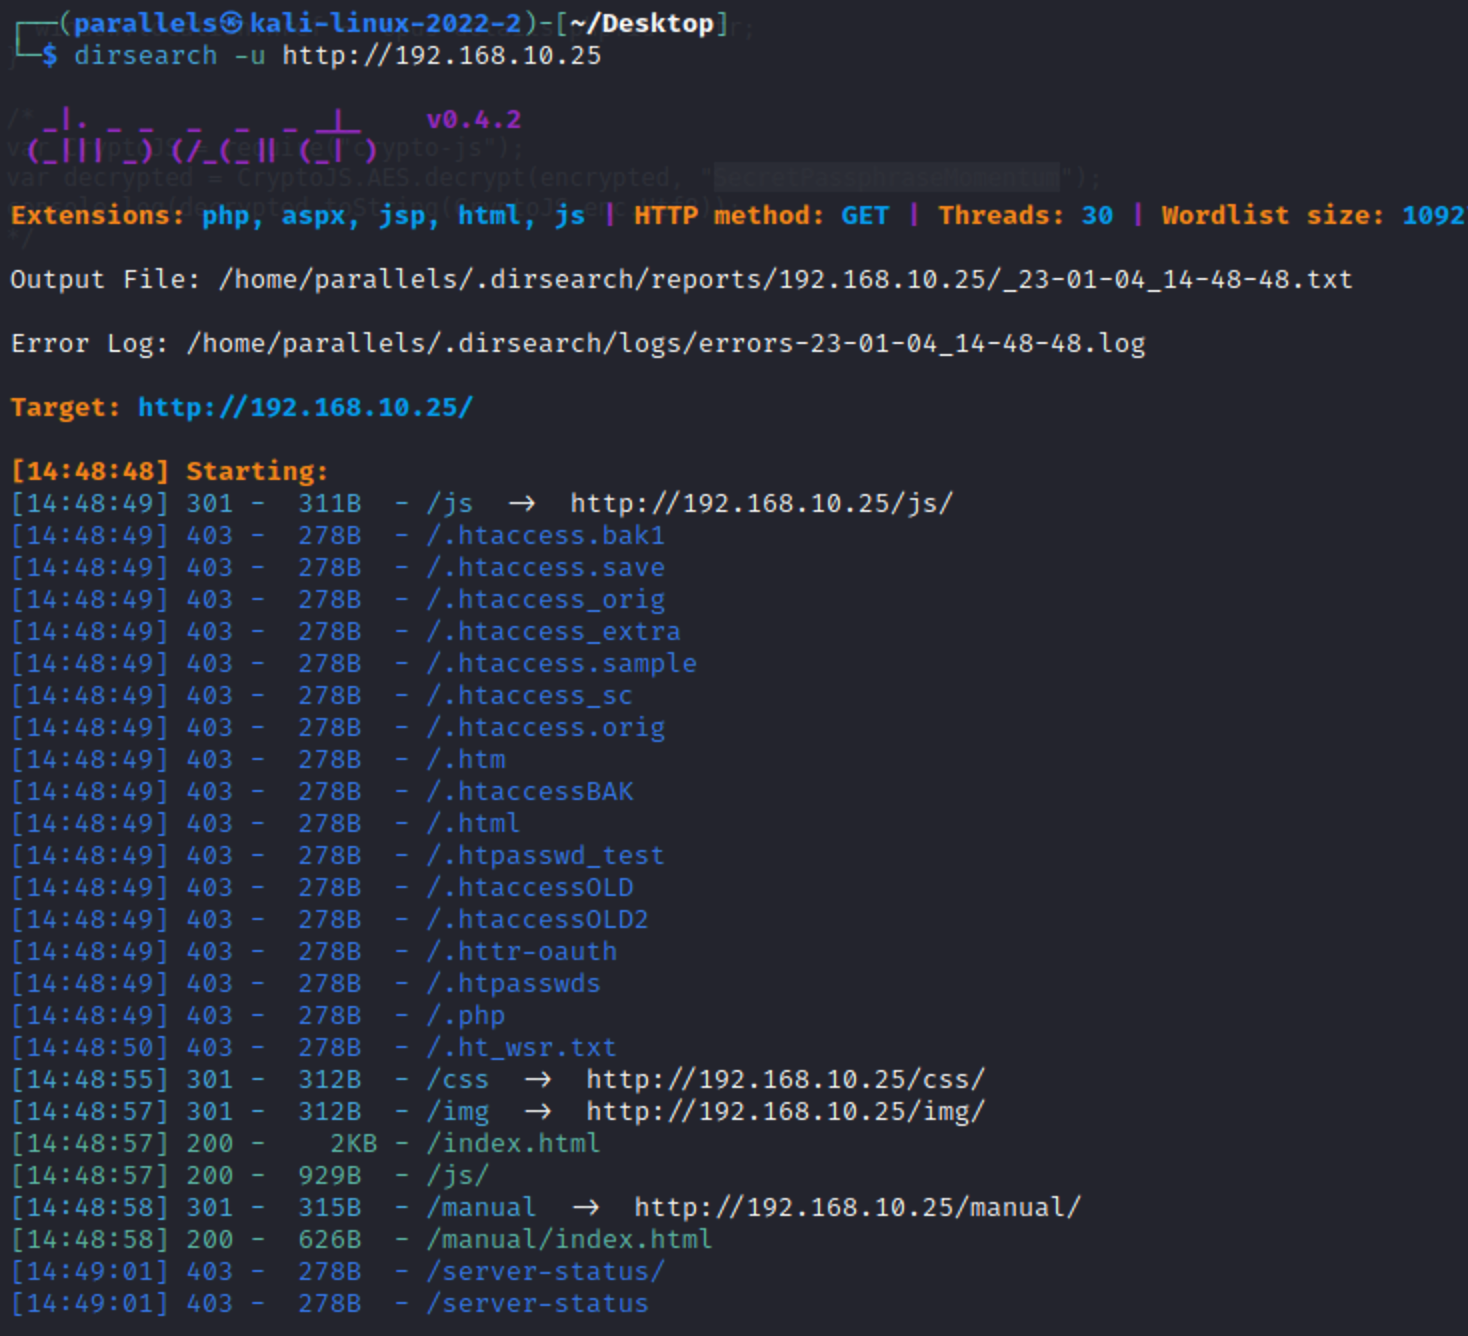 ┌──(parallels㉿kali-linux-2022-2)-[~/Desktop]
└─$ dirsearch -u http://192.168.10.25
v0.4.2
/*
var decrypted = CryptoJS.AES.decrypt(encrypted, "SecretPassphraseMomentum");
Extensions: php, aspx, jsp, html, js | HTTP method: GET | Threads: 30 | Wordlist size: 1092
*/
Output File: /home/parallels/.dirsearch/reports/192.168.10.25/_23-01-04_14-48-48.txt
Error Log: /home/parallels/.dirsearch/logs/errors-23-01-04_14-48-48.log
Target: http://192.168.10.25/
[14:48:48] Starting:
[14:48:49] 301 -  311B  - /js  →  http://192.168.10.25/js/
[14:48:49] 403 -  278B  - /.htaccess.bak1
[14:48:49] 403 -  278B  - /.htaccess.save
[14:48:49] 403 -  278B  - /.htaccess_orig
[14:48:49] 403 -  278B  - /.htaccess_extra
[14:48:49] 403 -  278B  - /.htaccess.sample
[14:48:49] 403 -  278B  - /.htaccess_sc
[14:48:49] 403 -  278B  - /.htaccess.orig
[14:48:49] 403 -  278B  - /.htm
[14:48:49] 403 -  278B  - /.htaccessBAK
[14:48:49] 403 -  278B  - /.html
[14:48:49] 403 -  278B  - /.htpasswd_test
[14:48:49] 403 -  278B  - /.htaccessOLD
[14:48:49] 403 -  278B  - /.htaccessOLD2
[14:48:49] 403 -  278B  - /.httr-oauth
[14:48:49] 403 -  278B  - /.htpasswds
[14:48:49] 403 -  278B  - /.php
[14:48:50] 403 -  278B  - /.ht_wsr.txt
[14:48:55] 301 -  312B  - /css  →  http://192.168.10.25/css/
[14:48:57] 301 -  312B  - /img  →  http://192.168.10.25/img/
[14:48:57] 200 -    2KB - /index.html
[14:48:57] 200 -  929B  - /js/
[14:48:58] 301 -  315B  - /manual  →  http://192.168.10.25/manual/
[14:48:58] 200 -  626B  - /manual/index.html
[14:49:01] 403 -  278B  - /server-status/
[14:49:01] 403 -  278B  - /server-status